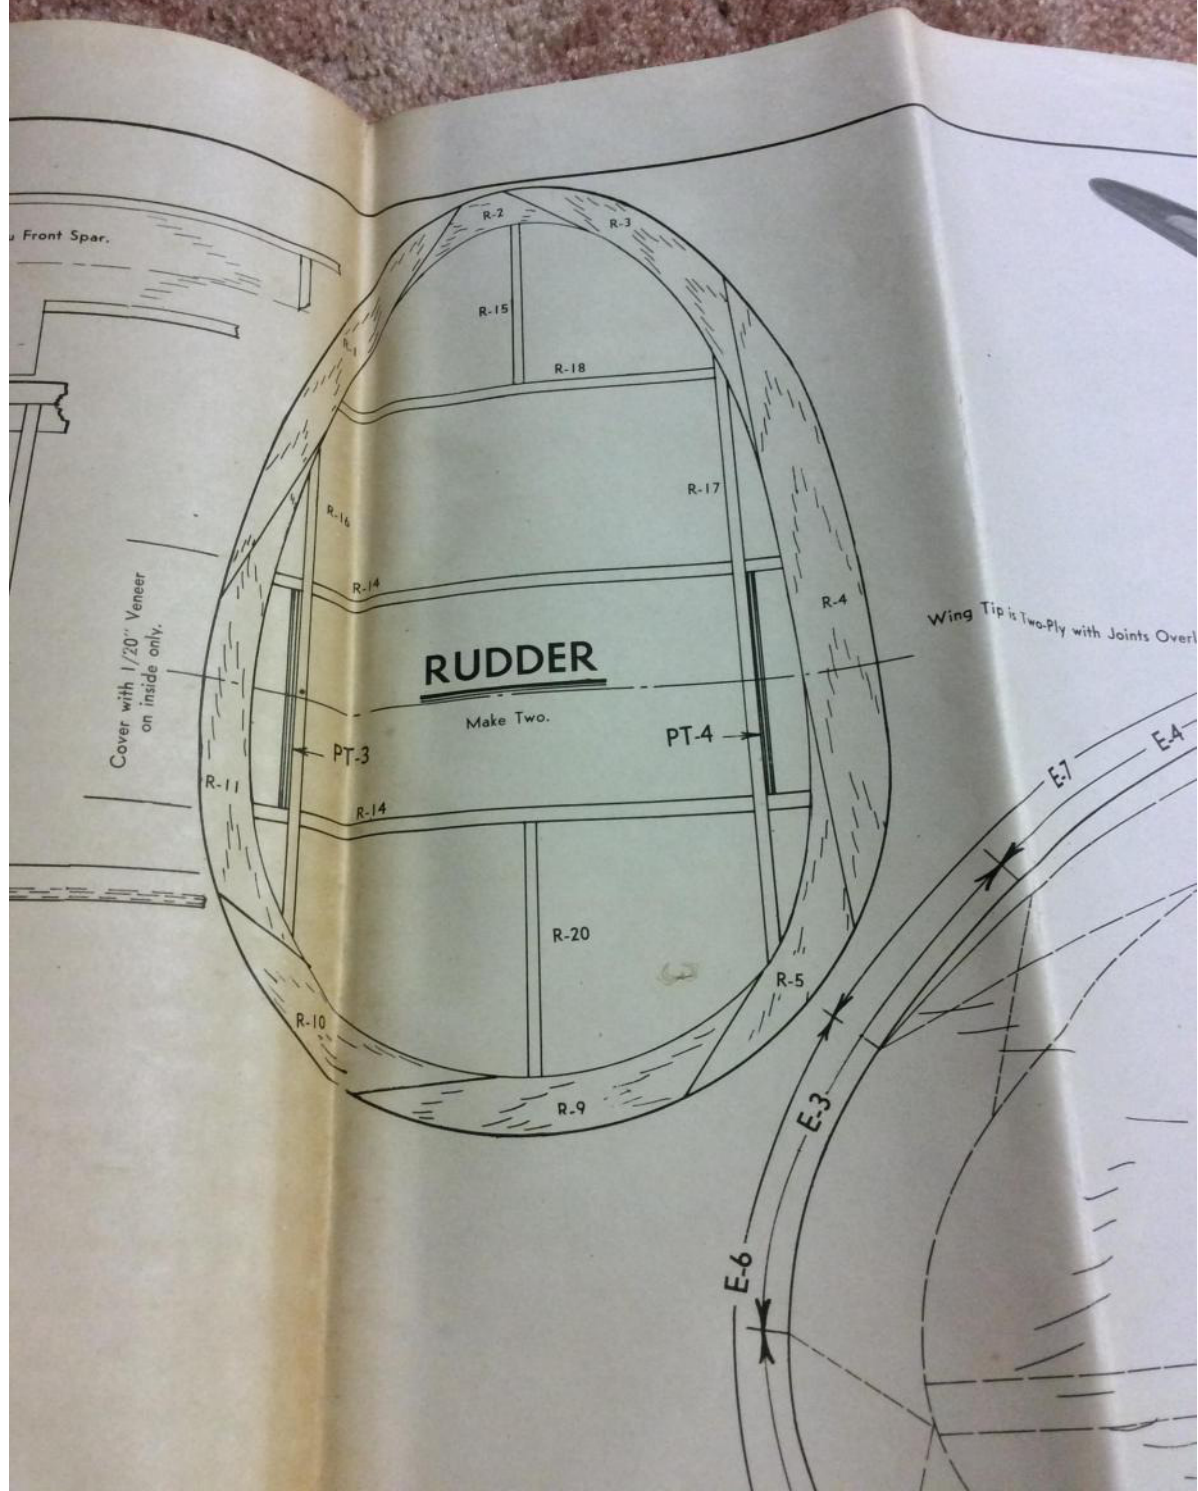 Front Spar.
R-2
R-3
R-15
R-1
R-18
R-17
R-16
R-14
R-4
Cover with 1/20" Veneer
on inside only.
Wing Tip is Two-Ply with Joints
RUDDER
Make Two.
PT-4
PT-3
R-11
R-14
E-4
E-7
R-20
R-5
R-10
R-9
E-3
E-6